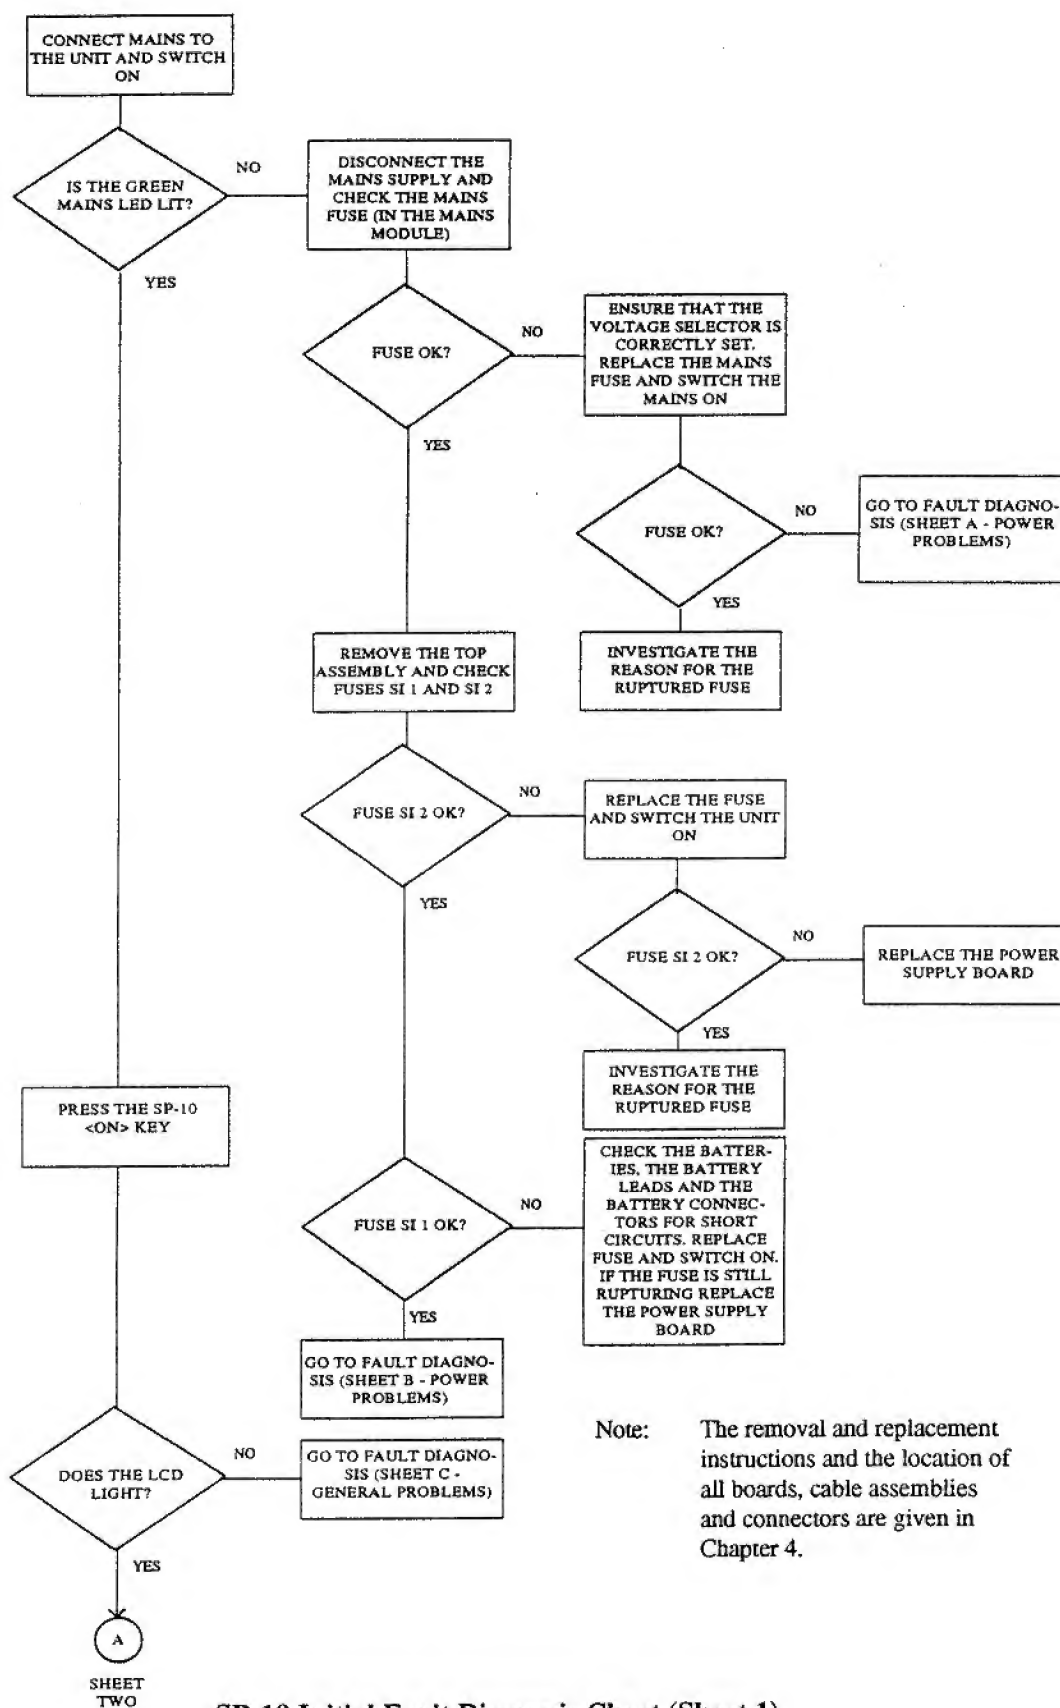 CONNECT MAINS TO
THE UNIT AND SWITCH
ON
IS THE GREEN
MAINS LED LIT?
NO
YES
DISCONNECT THE
MAINS SUPPLY AND
CHECK THE MAINS
FUSE (IN THE MAINS
MODULE)
FUSE OK?
NO
YES
ENSURE THAT THE
VOLTAGE SELECTOR IS
CORRECTLY SET.
REPLACE THE MAINS
FUSE AND SWITCH THE
MAINS ON
FUSE OK?
NO
YES
GO TO FAULT DIAGNO-
SIS (SHEET A - POWER
PROBLEMS)
INVESTIGATE THE
REASON FOR THE
RUPTURED FUSE
REMOVE THE TOP
ASSEMBLY AND CHECK
FUSES SI 1 AND SI 2
FUSE SI 2 OK?
NO
YES
REPLACE THE FUSE
AND SWITCH THE UNIT
ON
FUSE SI 2 OK?
NO
YES
REPLACE THE POWER
SUPPLY BOARD
INVESTIGATE THE
REASON FOR THE
RUPTURED FUSE
PRESS THE SP-10
<ON> KEY
FUSE SI 1 OK?
NO
YES
CHECK THE BATTER-
IES, THE BATTERY
LEADS AND THE
BATTERY CONNEC-
TORS FOR SHORT
CIRCUITS. REPLACE
FUSE AND SWITCH ON.
IF THE FUSE IS STILL
RUPTURING REPLACE
THE POWER SUPPLY
BOARD
GO TO FAULT DIAGNO-
SIS (SHEET B - POWER
PROBLEMS)
DOES THE LCD
LIGHT?
NO
YES
GO TO FAULT DIAGNO-
SIS (SHEET C -
GENERAL PROBLEMS)
Note: The removal and replacement
instructions and the location of
all boards, cable assemblies
and connectors are given in
Chapter 4.
A
SHEET
TWO
SP-10 Initial Fault Diagnosis Chart (Sheet 1)